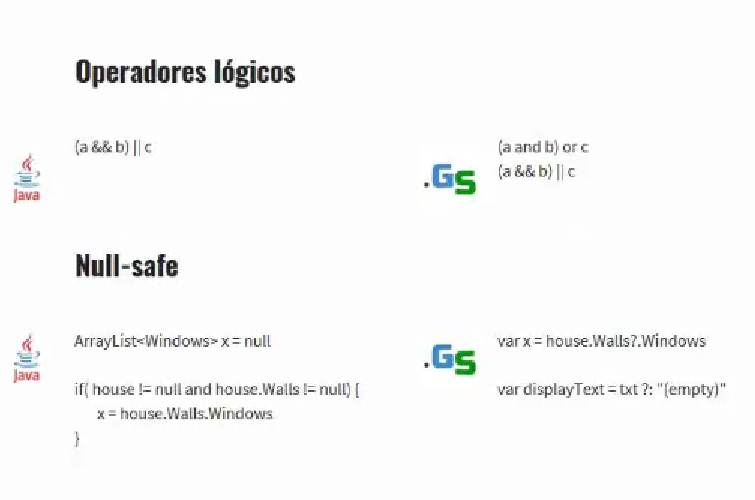 Operadores lógicos
(a && b) || c
Java
.GS
(a and b) or c
(a && b) || c
Null-safe
ArrayList<Windows> x = null
if( house != null and house.Walls != null) {
x = house.Walls.Windows
}
Java
.GS
var x = house.Walls?.Windows
var displayText = txt ?: "(empty)"